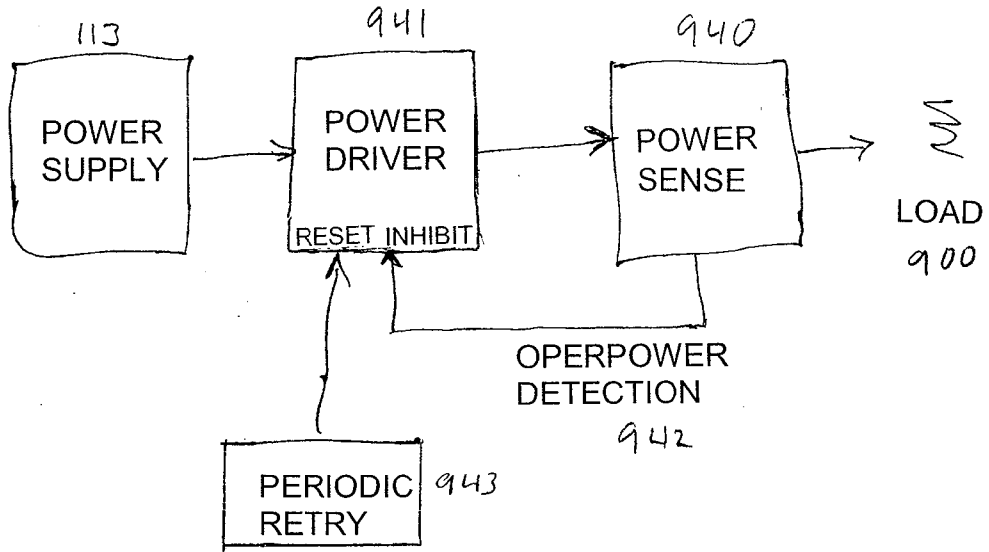 113
941
940
POWER
SUPPLY
POWER
DRIVER
RESET INHIBIT
POWER
SENSE
LOAD
900
OPERPOWER
DETECTION
942
PERIODIC
RETRY
943